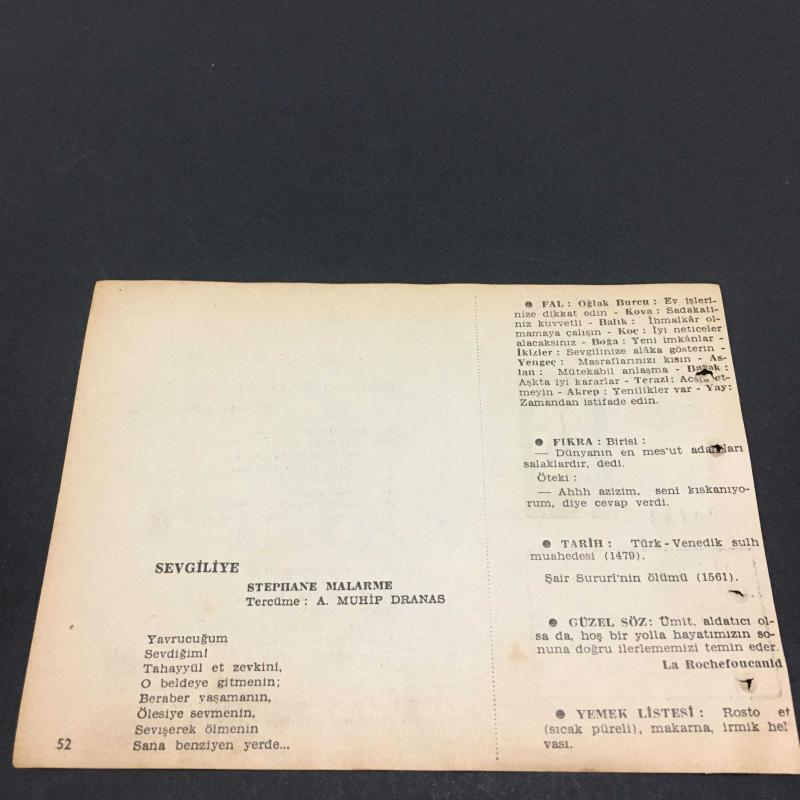 SEVGİLİYE
STEPHANE MALARME
Tercüme : A. MUHİP DRANAS
Yavrucuğum
Sevdiğim!
Tahayyül et zevkini,
O beldeye gitmenin;
Beraber yaşamanın,
Ölesiye sevmenin,
Sevişerek ölmenin
Sana benziyen yerde...
52
● FAL : Oğlak Burcu : Ev işleri-
nize dikkat edin - Kova : Sadakati-
niz kuvvetli - Balık : İhmalkâr ol-
mamaya çalışın - Koç : İyi neticeler
alacaksınız - Boğa : Yeni imkânlar -
İkizler : Sevgilinize alâka gösterin -
Yengeç : Masraflarınızı kısın - As-
lan : Mütekabil anlaşma - Başak :
Aşkta iyi kararlar - Terazi : Acele et-
meyin - Akrep : Yenilikler var - Yay :
Zamandan istifade edin.
● FIKRA : Birisi :
— Dünyanın en mes'ut adamları
salaklardır, dedi.
Öteki :
— Ahhh azizim, seni kıskanıyo-
rum, diye cevap verdi.
● TARİH : Türk - Venedik sulh
muahedesi (1479).
Şair Sururî'nin ölümü (1561).
● GÜZEL SÖZ: Ümit, aldatıcı ol-
sa da, hoş bir yolla hayatımızın so-
nuna doğru ilerlememizi temin eder.
La Rochefoucanid
● YEMEK LİSTESİ : Rosto et
(sıcak püreli), makarna, irmik hel
vası.